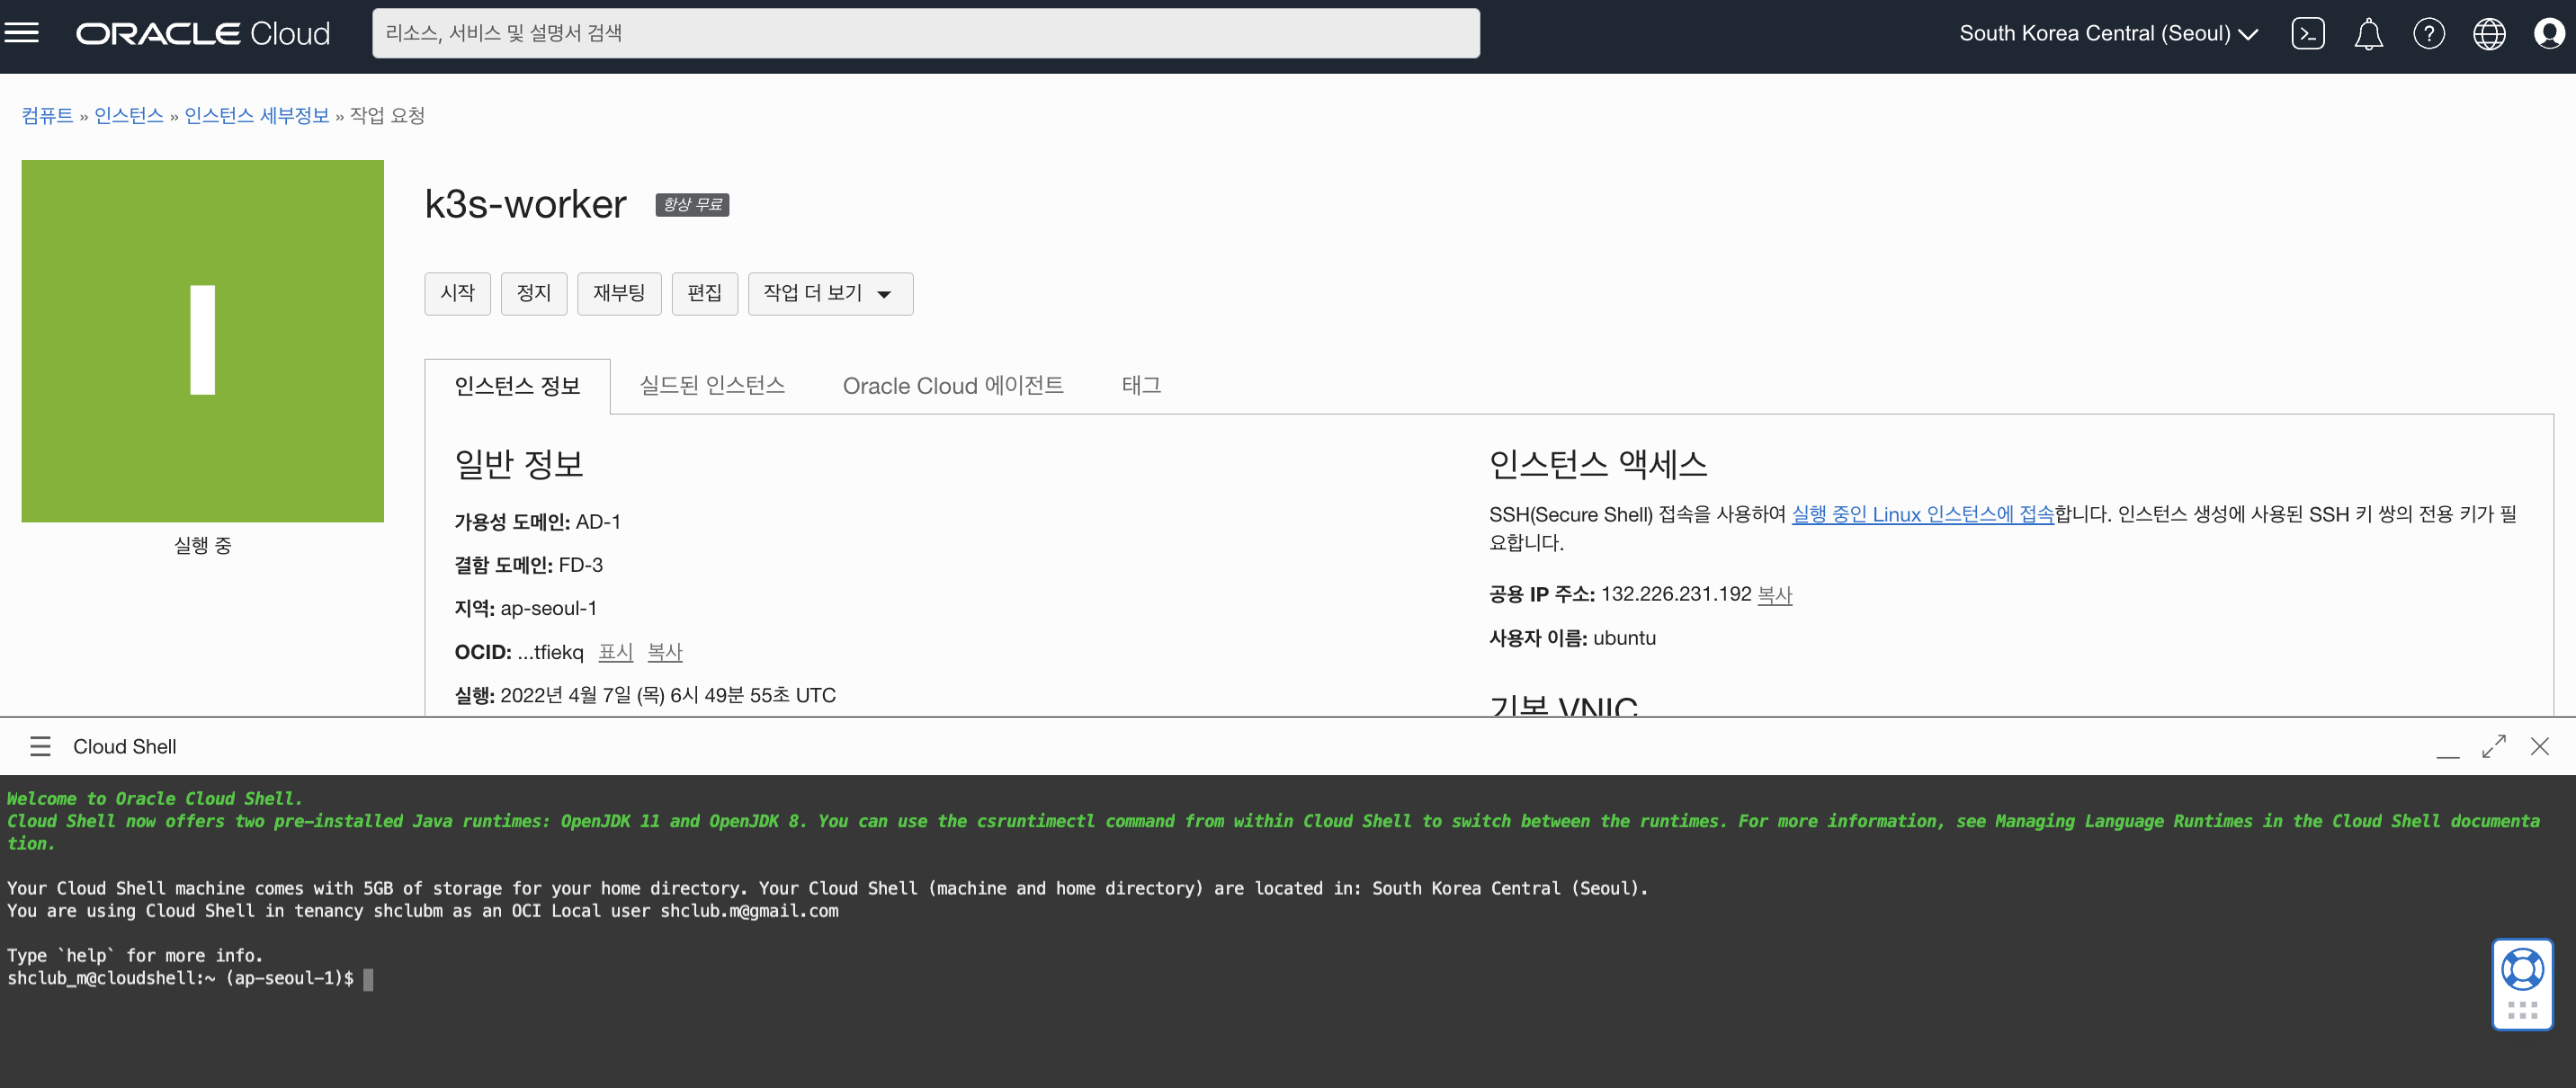 ORACLE Cloud
리소스, 서비스 및 설명서 검색
South Korea Central (Seoul)
컴퓨트 » 인스턴스 » 인스턴스 세부정보 » 작업 요청
I
실행 중
k3s-worker 항상 무료
시작 정지 재부팅 편집 작업 더 보기
인스턴스 정보 실드된 인스턴스 Oracle Cloud 에이전트 태그
일반 정보
가용성 도메인: AD-1
결함 도메인: FD-3
지역: ap-seoul-1
OCID: ...tfiekq 표시 복사
실행: 2022년 4월 7일 (목) 6시 49분 55초 UTC
인스턴스 액세스
SSH(Secure Shell) 접속을 사용하여 실행 중인 Linux 인스턴스에 접속합니다. 인스턴스 생성에 사용된 SSH 키 쌍의 전용 키가 필
요합니다.
공용 IP 주소: 132.226.231.192 복사
사용자 이름: ubuntu
기본 VNIC
Cloud Shell
Welcome to Oracle Cloud Shell.
Cloud Shell now offers two pre-installed Java runtimes: OpenJDK 11 and OpenJDK 8. You can use the csruntimectl command from within Cloud Shell to switch between the runtimes. For more information, see Managing Language Runtimes in the Cloud Shell documenta
tion.
Your Cloud Shell machine comes with 5GB of storage for your home directory. Your Cloud Shell (machine and home directory) are located in: South Korea Central (Seoul).
You are using Cloud Shell in tenancy shclubm as an OCI Local user shclub.m@gmail.com
Type `help` for more info.
shclub_m@cloudshell:~ (ap-seoul-1)$